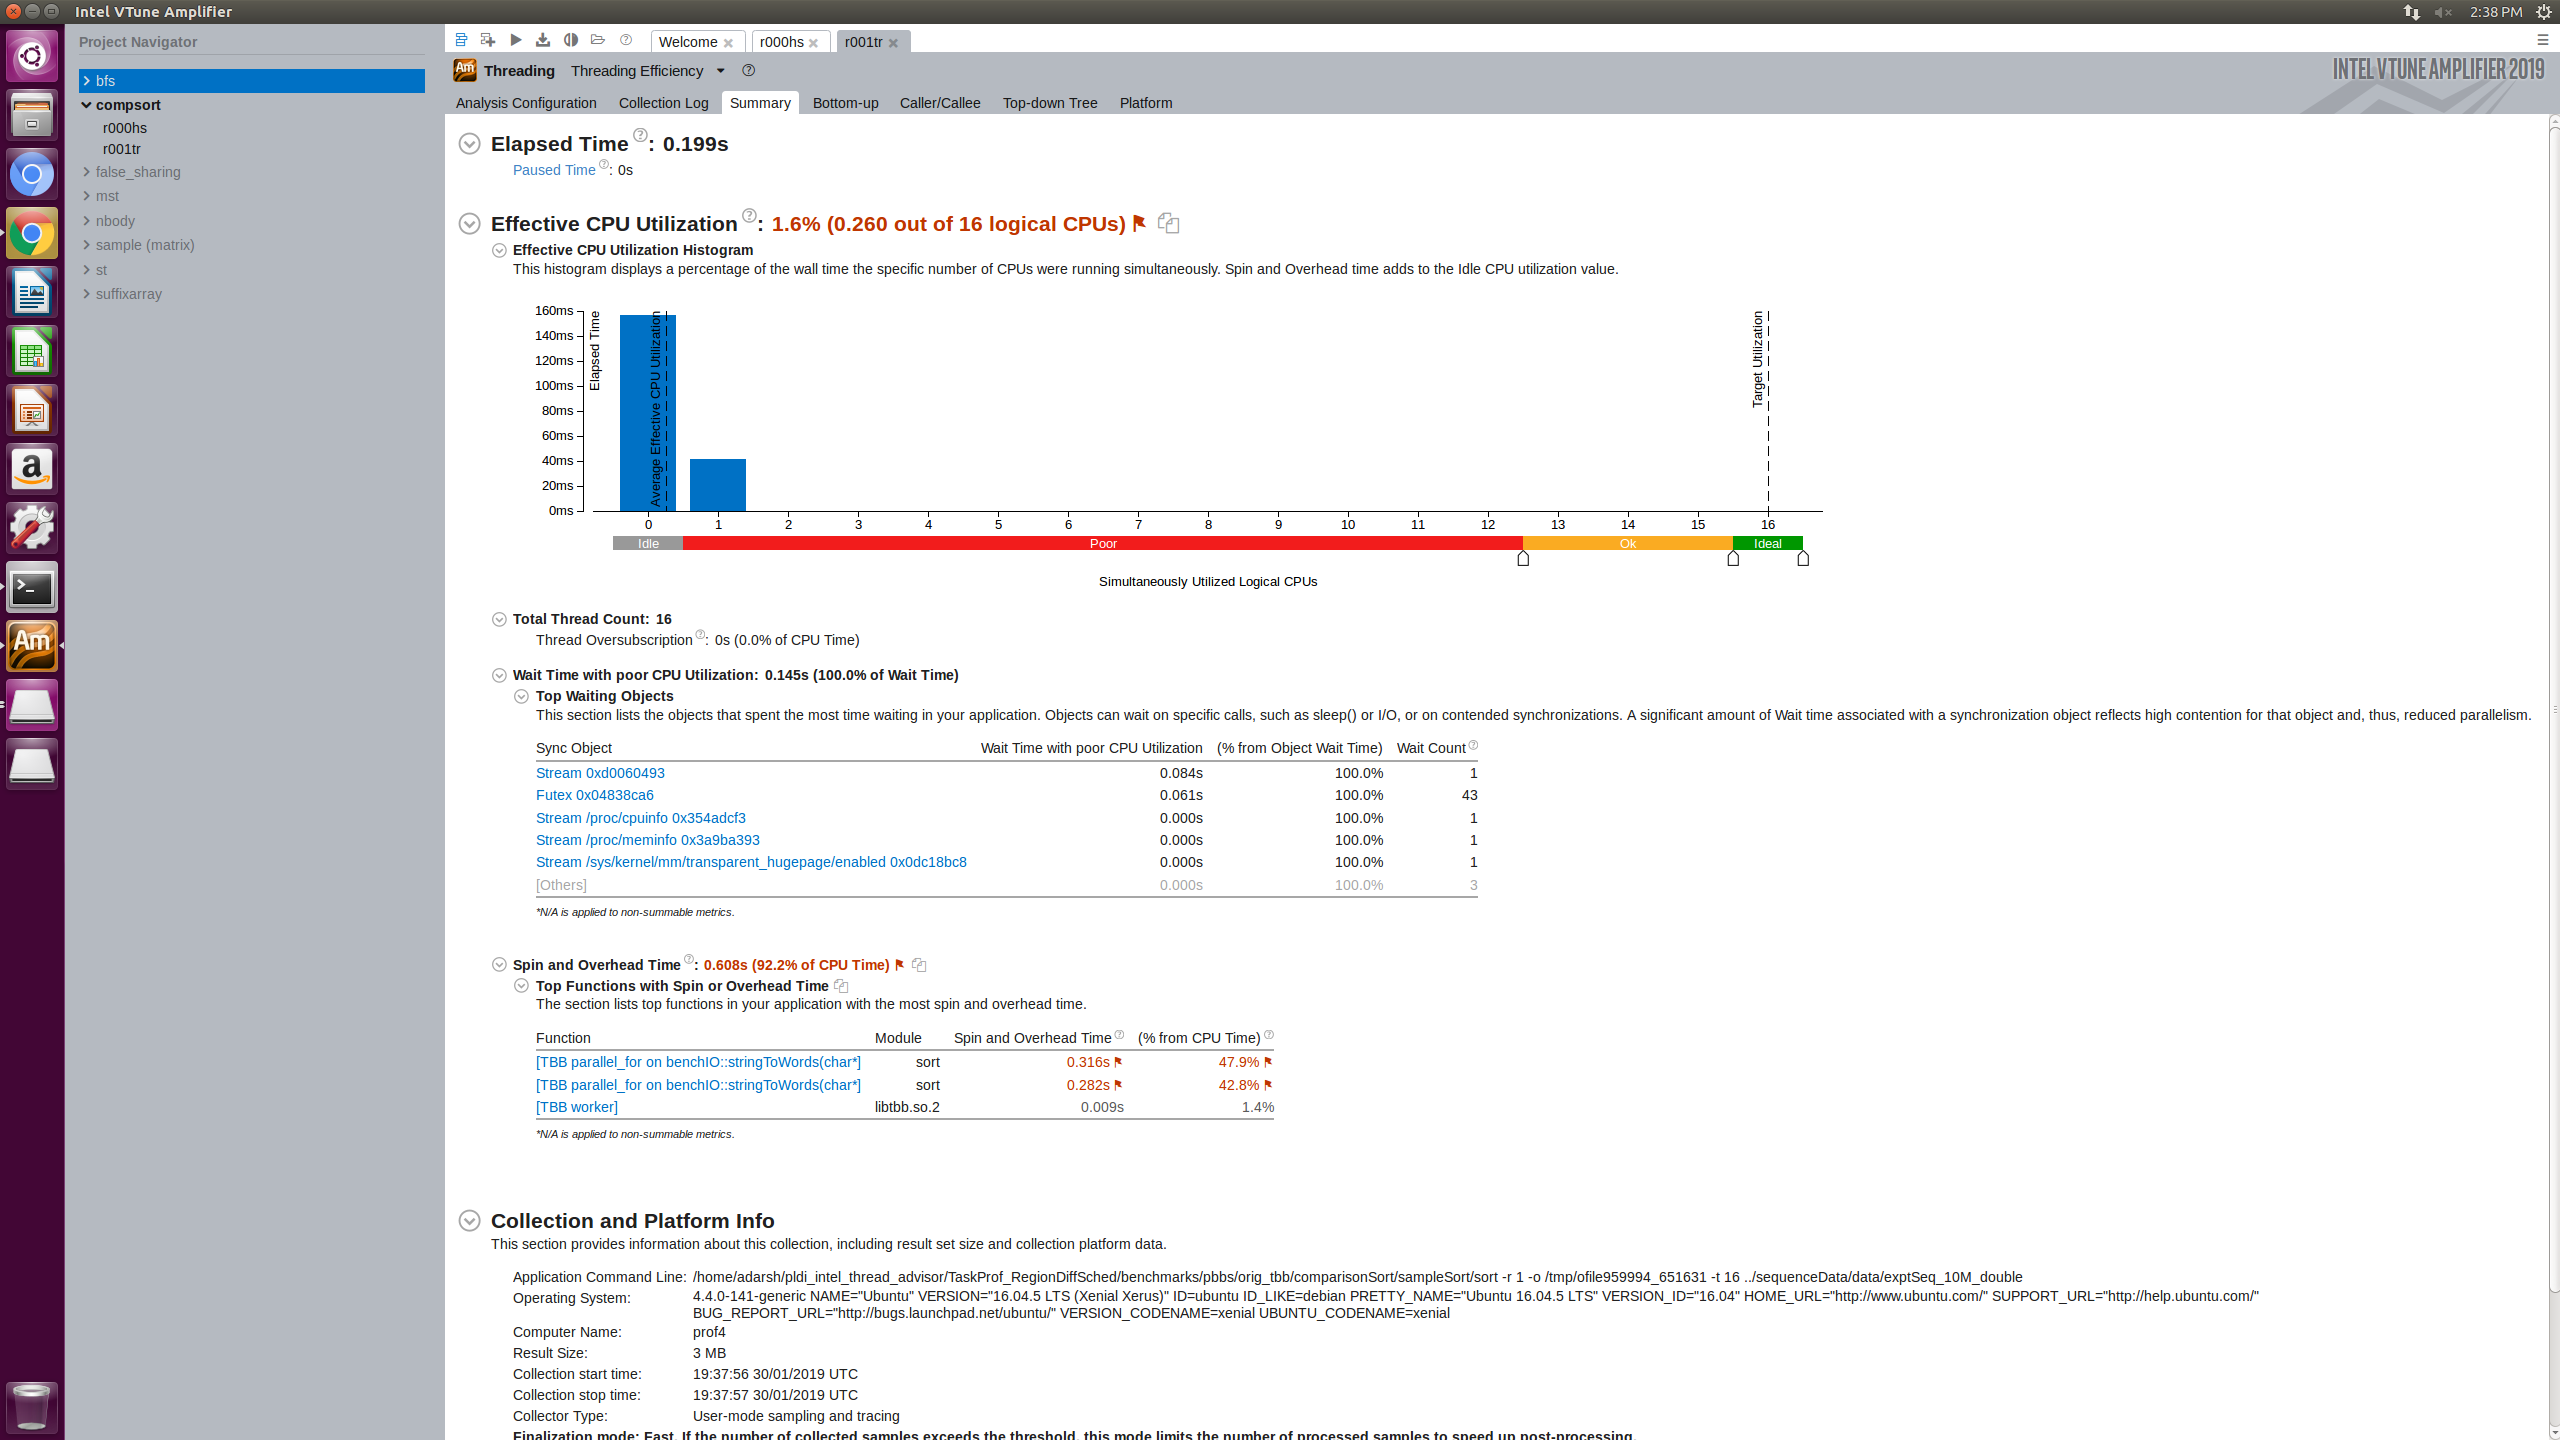 Intel VTune Amplifier
2:38 PM
Project Navigator
bfs
compsort
r000hs
r001tr
false_sharing
mst
nbody
sample (matrix)
st
suffixarray
Welcome
r000hs
r001tr
Am Threading Threading Efficiency
INTEL VTUNE AMPLIFIER 2019
Analysis Configuration Collection Log Summary Bottom-up Caller/Callee Top-down Tree Platform
Elapsed Time ? : 0.199s
Paused Time ? : 0s
Effective CPU Utilization ? : 1.6% (0.260 out of 16 logical CPUs)
Effective CPU Utilization Histogram
This histogram displays a percentage of the wall time the specific number of CPUs were running simultaneously. Spin and Overhead time adds to the Idle CPU utilization value.
160ms
140ms
120ms
100ms
80ms
60ms
40ms
20ms
0ms
Elapsed Time
Average Effective CPU Utilization
Target Utilization
0 1 2 3 4 5 6 7 8 9 10 11 12 13 14 15 16
Idle Poor Ok Ideal
Simultaneously Utilized Logical CPUs
Total Thread Count: 16
Thread Oversubscription ? : 0s (0.0% of CPU Time)
Wait Time with poor CPU Utilization: 0.145s (100.0% of Wait Time)
Top Waiting Objects
This section lists the objects that spent the most time waiting in your application. Objects can wait on specific calls, such as sleep() or I/O, or on contended synchronizations. A significant amount of Wait time associated with a synchronization object reflects high contention for that object and, thus, reduced parallelism.
Sync Object Wait Time with poor CPU Utilization (% from Object Wait Time) Wait Count ?
Stream 0xd0060493 0.084s 100.0% 1
Futex 0x04838ca6 0.061s 100.0% 43
Stream /proc/cpuinfo 0x354adcf3 0.000s 100.0% 1
Stream /proc/meminfo 0x3a9ba393 0.000s 100.0% 1
Stream /sys/kernel/mm/transparent_hugepage/enabled 0x0dc18bc8 0.000s 100.0% 1
[Others] 0.000s 100.0% 3
*N/A is applied to non-summable metrics.
Spin and Overhead Time ? : 0.608s (92.2% of CPU Time)
Top Functions with Spin or Overhead Time
The section lists top functions in your application with the most spin and overhead time.
Function Module Spin and Overhead Time ? (% from CPU Time) ?
[TBB parallel_for on benchIO::stringToWords(char*] sort 0.316s 47.9%
[TBB parallel_for on benchIO::stringToWords(char*] sort 0.282s 42.8%
[TBB worker] libtbb.so.2 0.009s 1.4%
*N/A is applied to non-summable metrics.
Collection and Platform Info
This section provides information about this collection, including result set size and collection platform data.
Application Command Line: /home/adarsh/pldi_intel_thread_advisor/TaskProf_RegionDiffSched/benchmarks/pbbs/orig_tbb/comparisonSort/sampleSort/sort -r 1 -o /tmp/ofile959994_651631 -t 16 ../sequenceData/data/exptSeq_10M_double
Operating System: 4.4.0-141-generic NAME="Ubuntu" VERSION="16.04.5 LTS (Xenial Xerus)" ID=ubuntu ID_LIKE=debian PRETTY_NAME="Ubuntu 16.04.5 LTS" VERSION_ID="16.04" HOME_URL="http://www.ubuntu.com/" SUPPORT_URL="http://help.ubuntu.com/"
BUG_REPORT_URL="http://bugs.launchpad.net/ubuntu/" VERSION_CODENAME=xenial UBUNTU_CODENAME=xenial
Computer Name: prof4
Result Size: 3 MB
Collection start time: 19:37:56 30/01/2019 UTC
Collection stop time: 19:37:57 30/01/2019 UTC
Collector Type: User-mode sampling and tracing
Finalization mode: Fast. If the number of collected samples exceeds the threshold, this mode limits the number of processed samples to speed up post-processing.